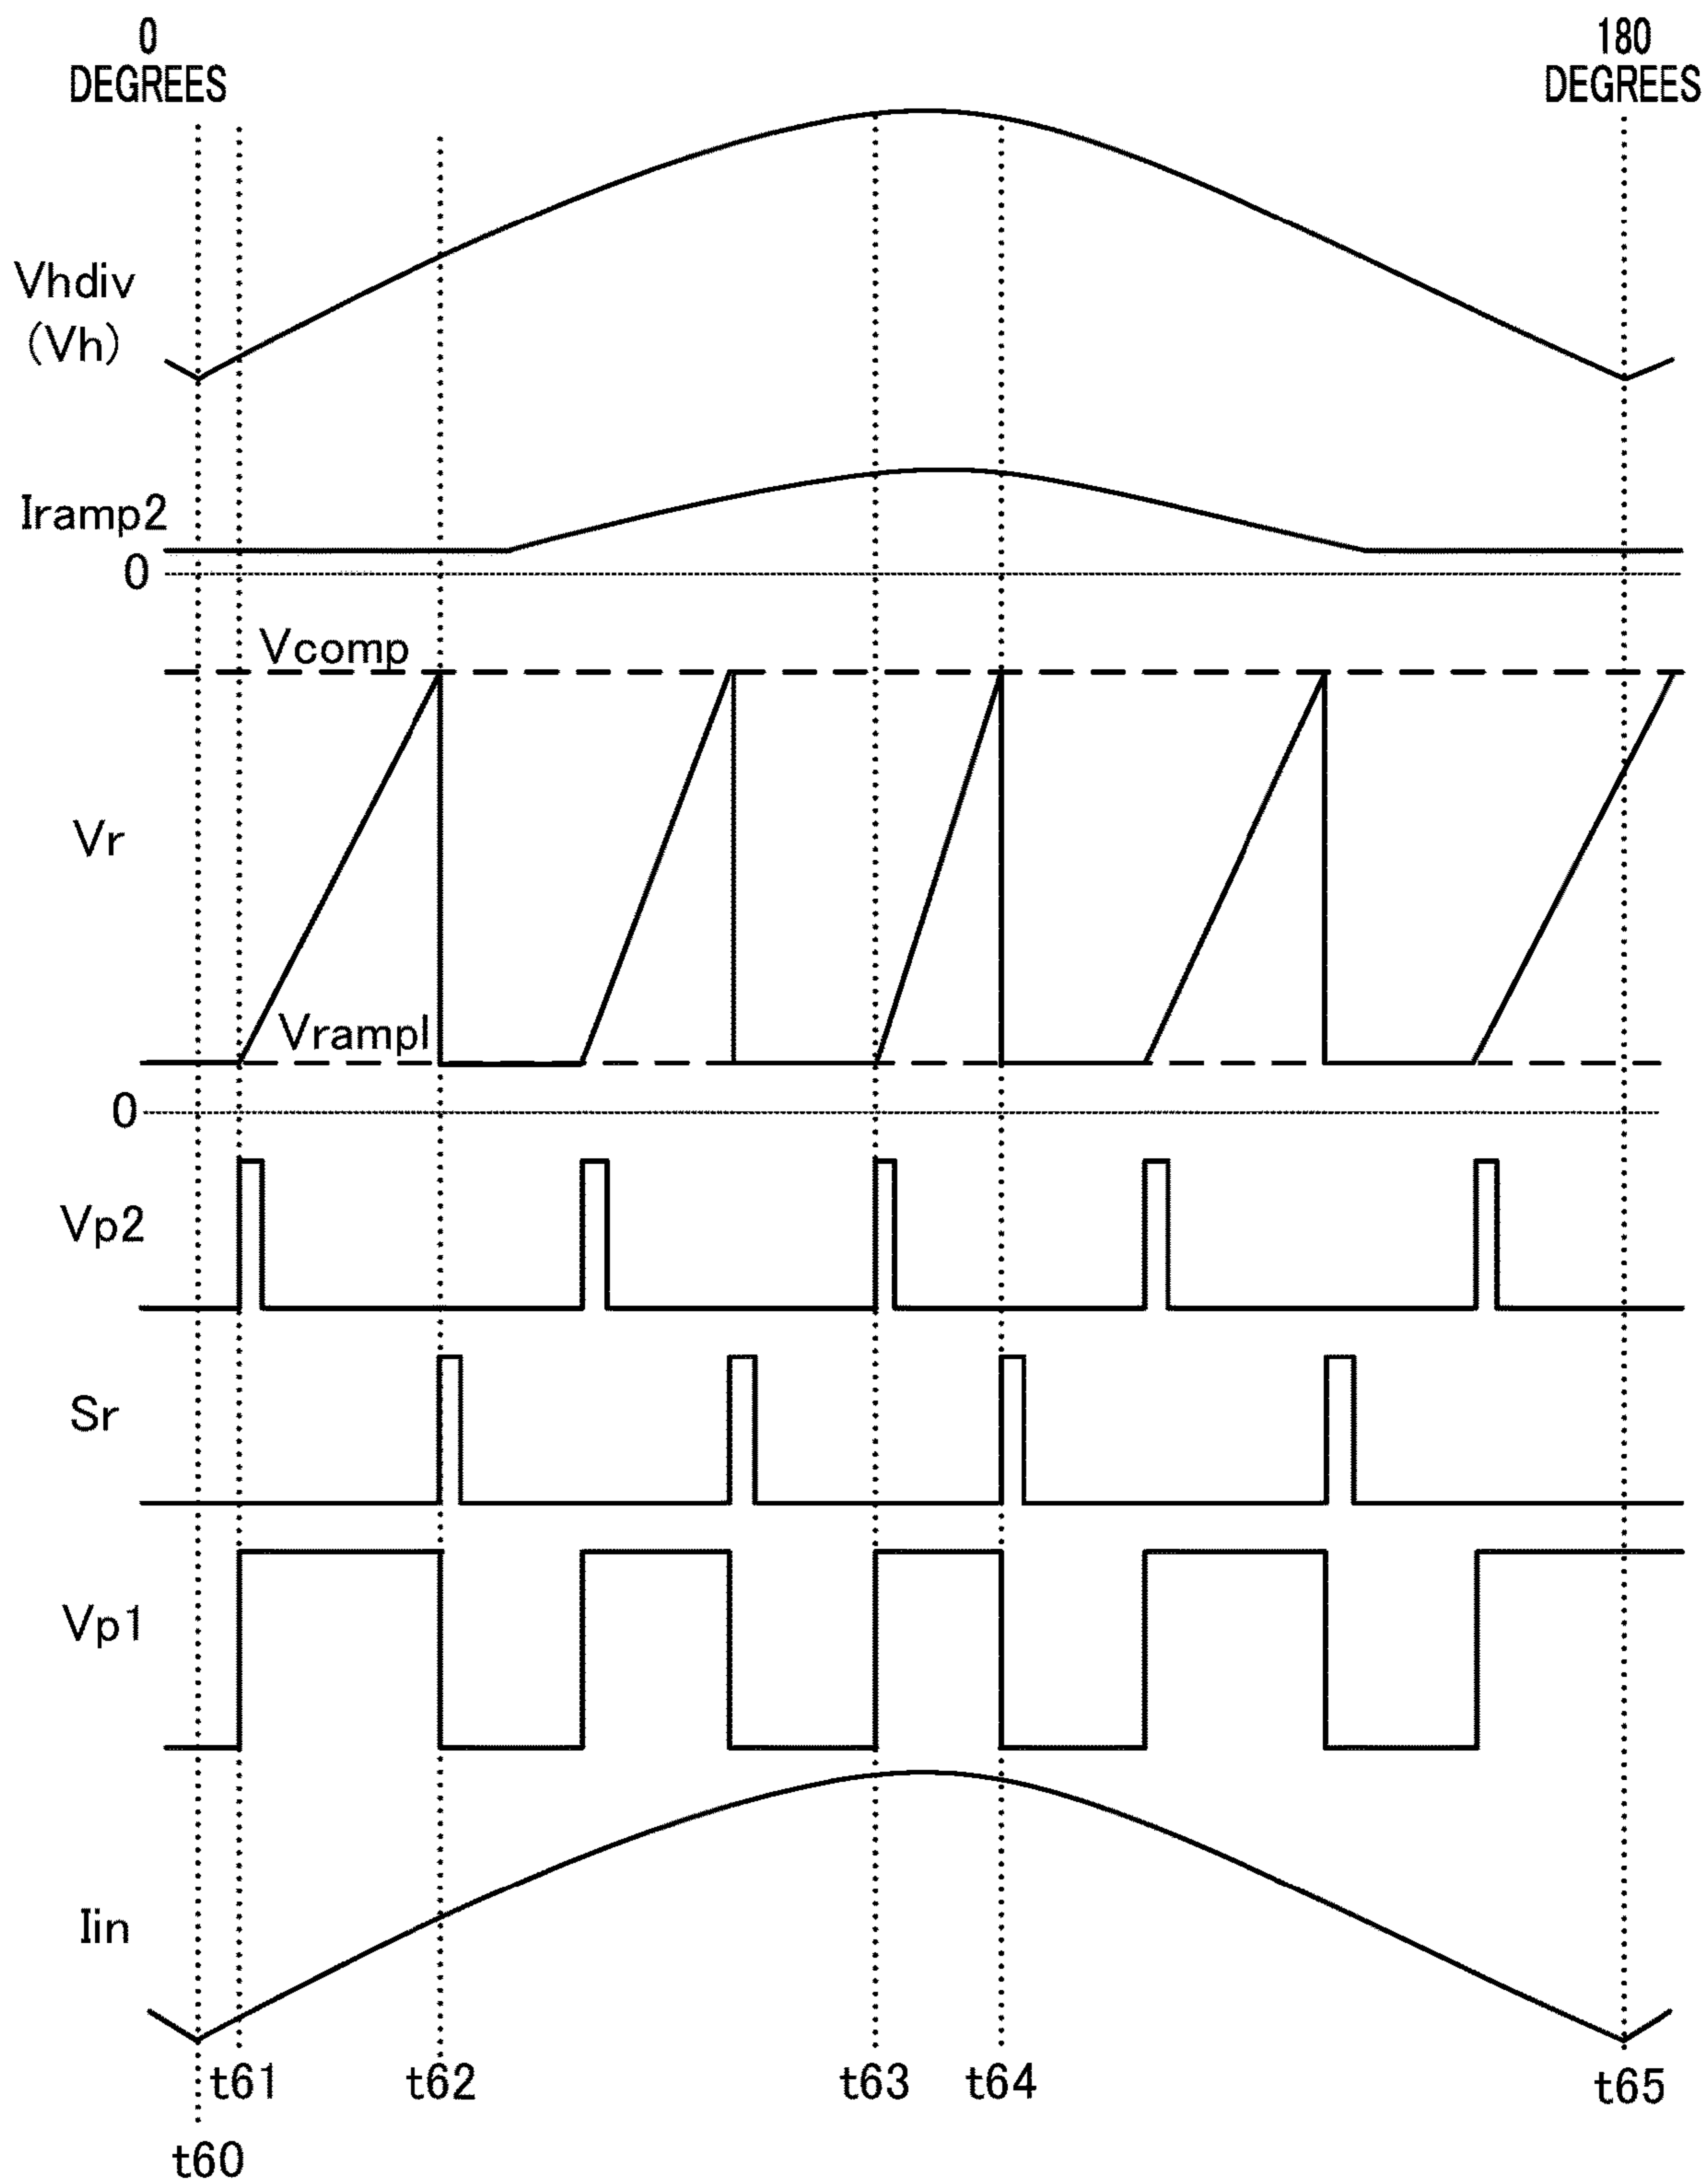 0
DEGREES
180
DEGREES
Vhdiv
(Vh)
Iramp2
0
Vcomp
Vr
Vrampl
0
Vp2
Sr
Vp1
Iin
t61
t62
t63
t64
t65
t60